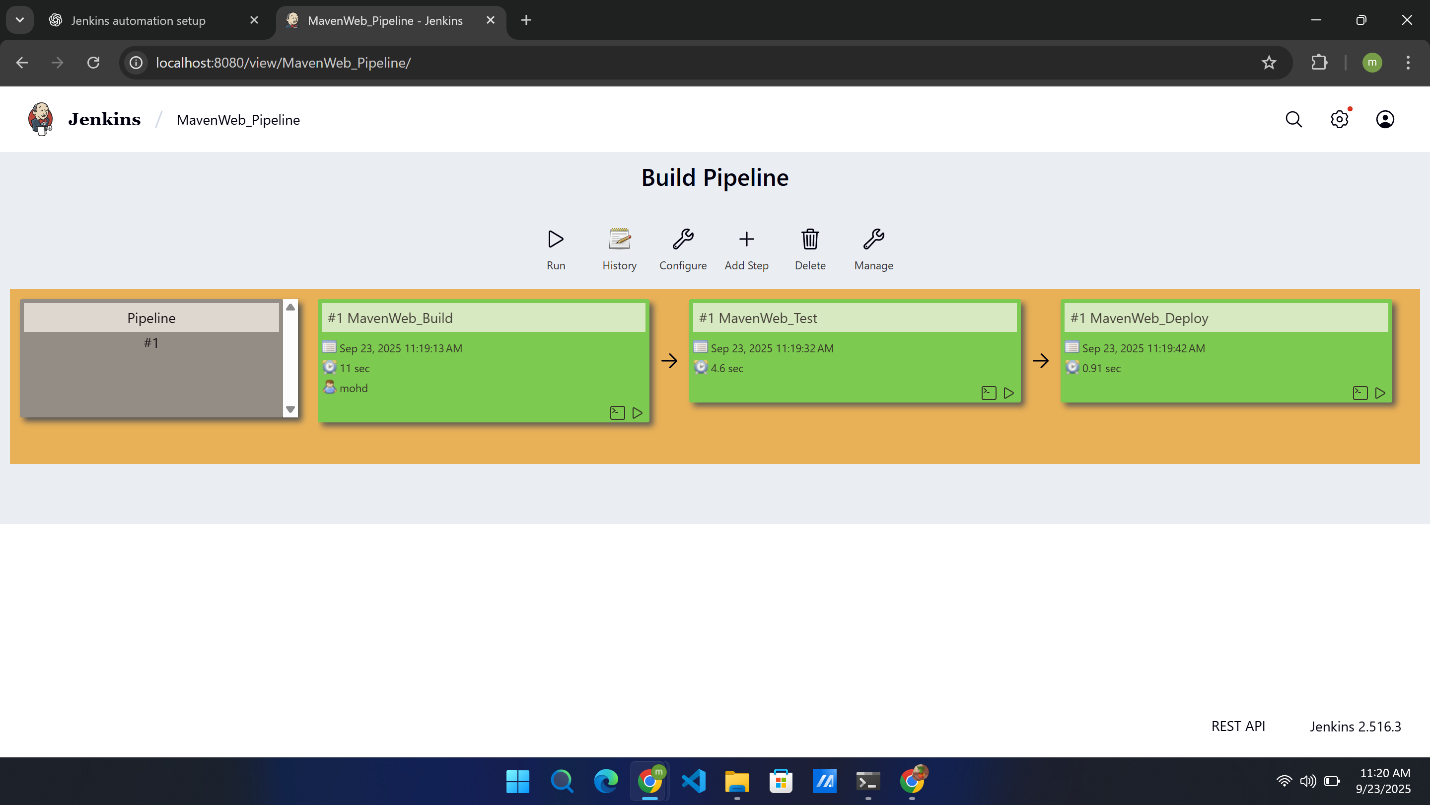 Jenkins automation setup
MavenWeb_Pipeline - Jenkins
localhost:8080/view/MavenWeb_Pipeline/
m
Jenkins / MavenWeb_Pipeline
Build Pipeline
Run History Configure Add Step Delete Manage
Pipeline
#1
#1 MavenWeb_Build
Sep 23, 2025 11:19:13 AM
11 sec
mohd
#1 MavenWeb_Test
Sep 23, 2025 11:19:32 AM
4.6 sec
#1 MavenWeb_Deploy
Sep 23, 2025 11:19:42 AM
0.91 sec
REST API Jenkins 2.516.3
m
11:20 AM
9/23/2025